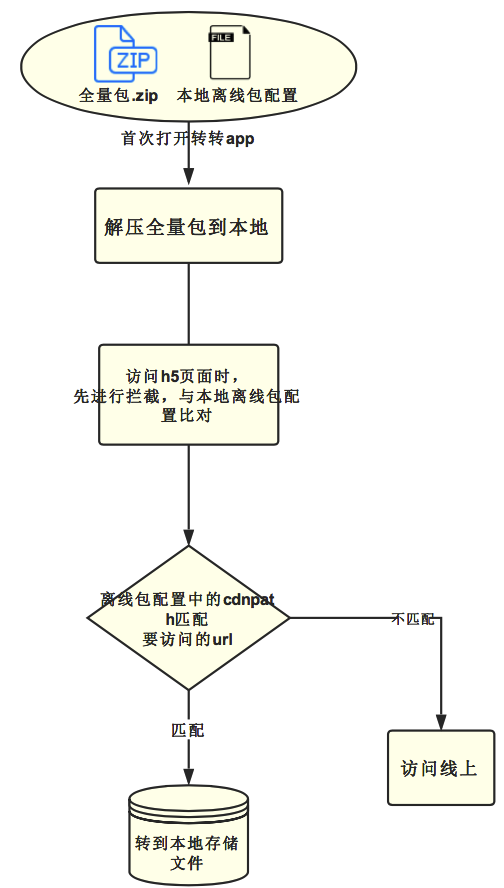 ZIP
FILE
全量包.zip
本地离线包配置
首次打开转转app
解压全量包到本地
访问h5页面时，
先进行拦截，与本地离线包配
置比对
离线包配置中的cdnpat
h匹配
要访问的url
不匹配
匹配
访问线上
转到本地存储
文件